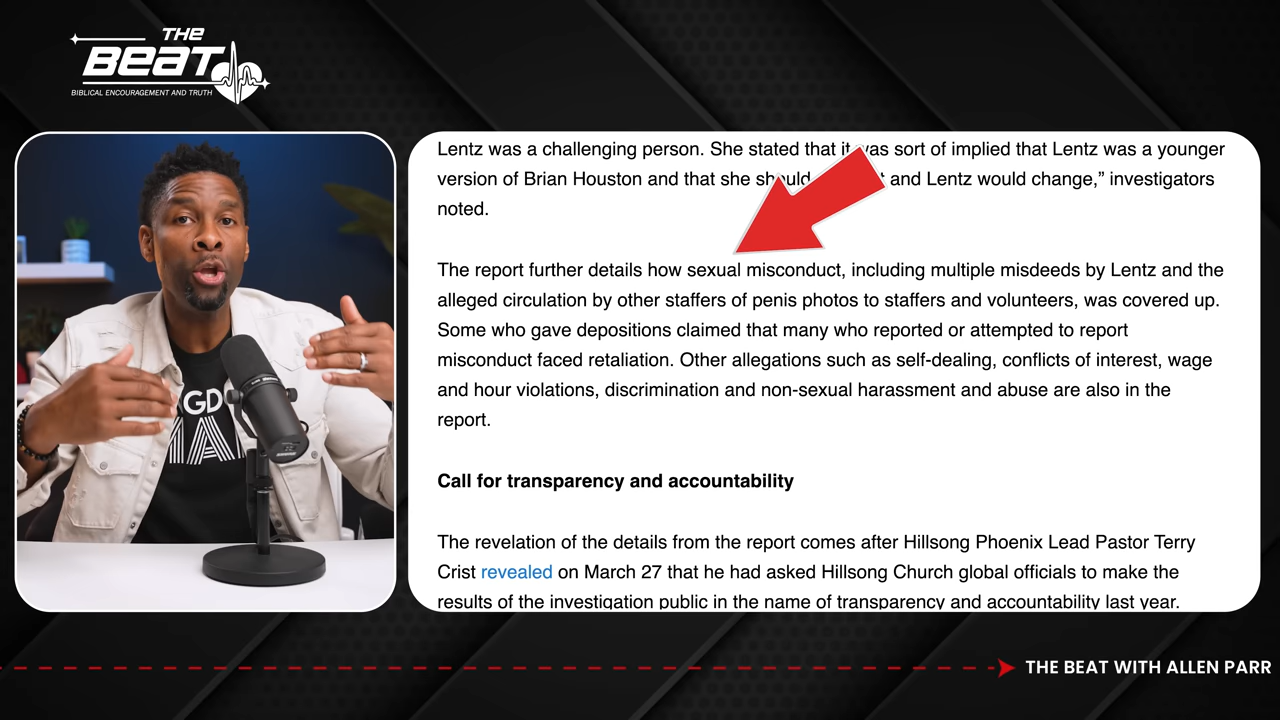 THE
BEAT
BIBLICAL ENCOURAGEMENT AND TRUTH
GD
MAN
Lentz was a challenging person. She stated that it was sort of implied that Lentz was a younger
version of Brian Houston and that she should and Lentz would change,” investigators
noted.
The report further details how sexual misconduct, including multiple misdeeds by Lentz and the
alleged circulation by other staffers of penis photos to staffers and volunteers, was covered up.
Some who gave depositions claimed that many who reported or attempted to report
misconduct faced retaliation. Other allegations such as self-dealing, conflicts of interest, wage
and hour violations, discrimination and non-sexual harassment and abuse are also in the
report.
Call for transparency and accountability
The revelation of the details from the report comes after Hillsong Phoenix Lead Pastor Terry
Crist revealed on March 27 that he had asked Hillsong Church global officials to make the
results of the investigation public in the name of transparency and accountability last year.
THE BEAT WITH ALLEN PARR